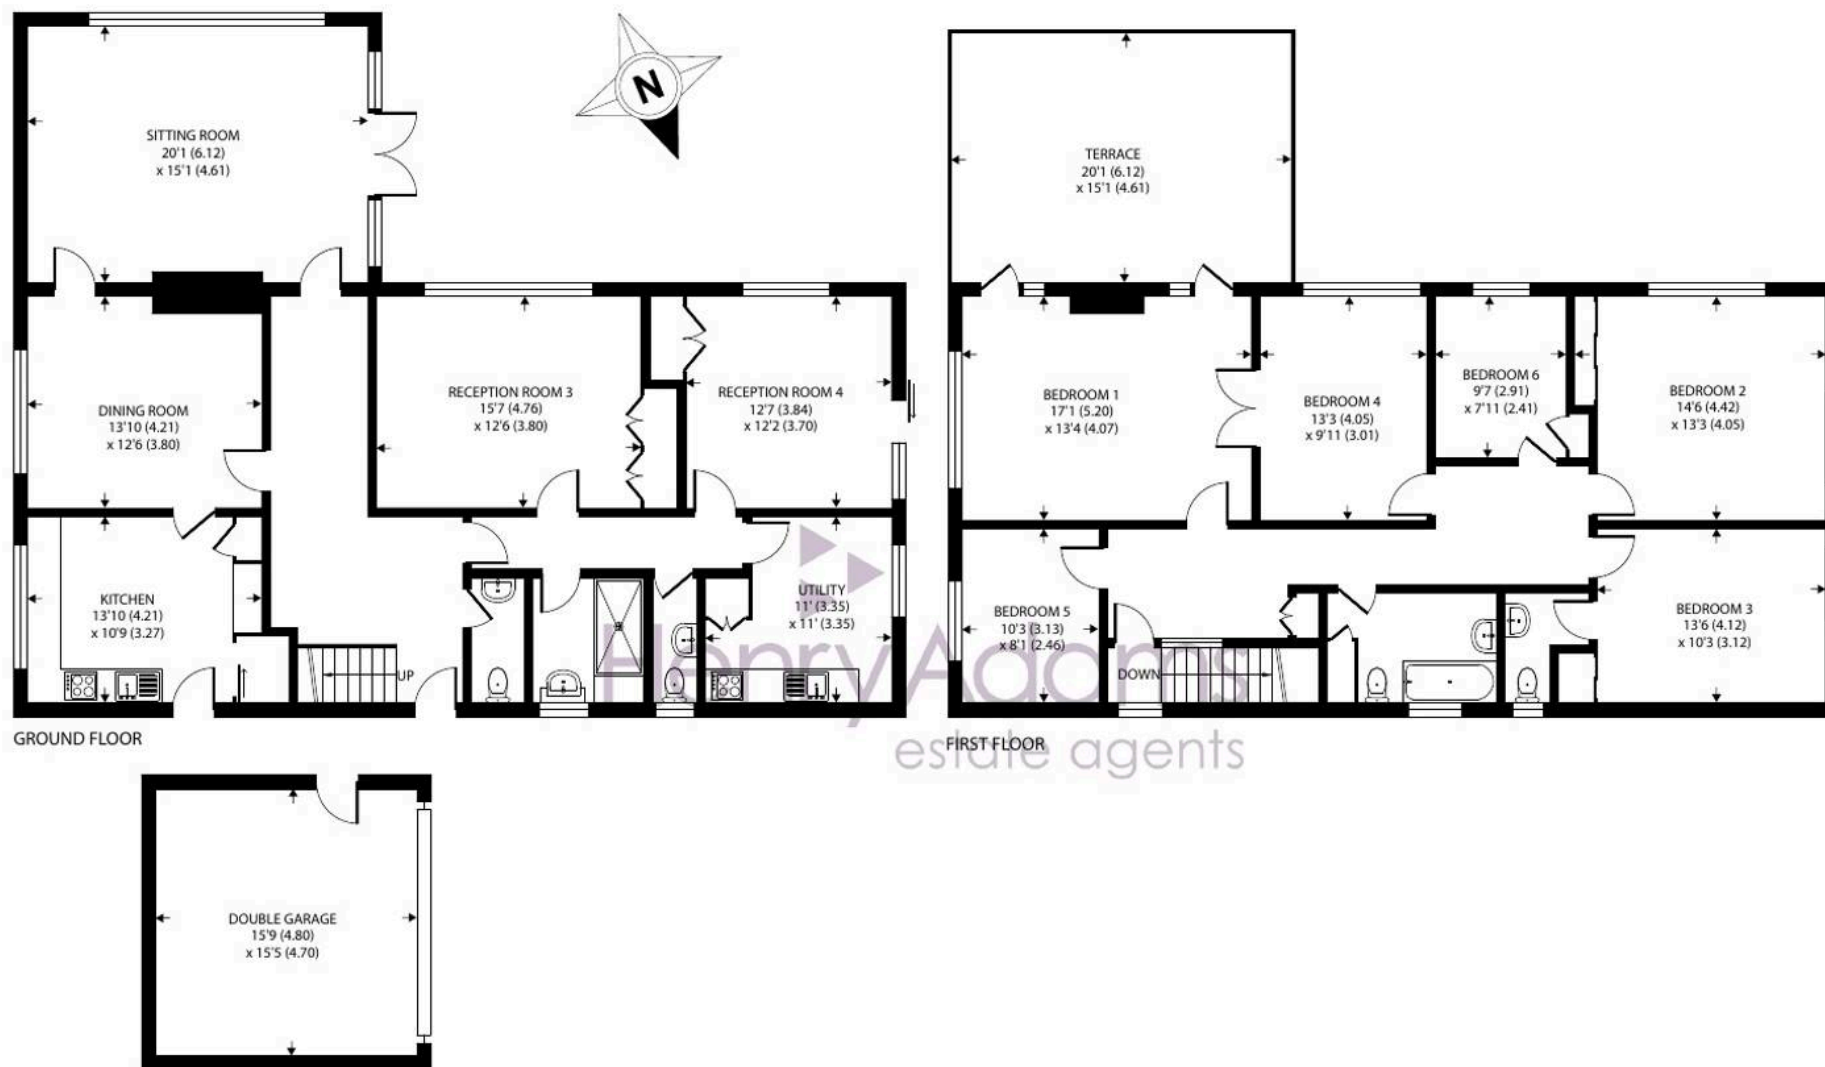 N
SITTING ROOM
20'1 (6.12)
x 15'1 (4.61)
DINING ROOM
13'10 (4.21)
x 12'6 (3.80)
RECEPTION ROOM 3
15'7 (4.76)
x 12'6 (3.80)
RECEPTION ROOM 4
12'7 (3.84)
x 12'2 (3.70)
KITCHEN
13'10 (4.21)
x 10'9 (3.27)
UP
UTILITY
11' (3.35)
x 11' (3.35)
GROUND FLOOR
TERRACE
20'1 (6.12)
x 15'1 (4.61)
BEDROOM 1
17'1 (5.20)
x 13'4 (4.07)
BEDROOM 4
13'3 (4.05)
x 9'11 (3.01)
BEDROOM 6
9'7 (2.91)
x 7'11 (2.41)
BEDROOM 2
14'6 (4.42)
x 13'3 (4.05)
BEDROOM 5
10'3 (3.13)
x 8'1 (2.46)
DOWN
BEDROOM 3
13'6 (4.12)
x 10'3 (3.12)
FIRST FLOOR
Henry Adams
estate agents
DOUBLE GARAGE
15'9 (4.80)
x 15'5 (4.70)